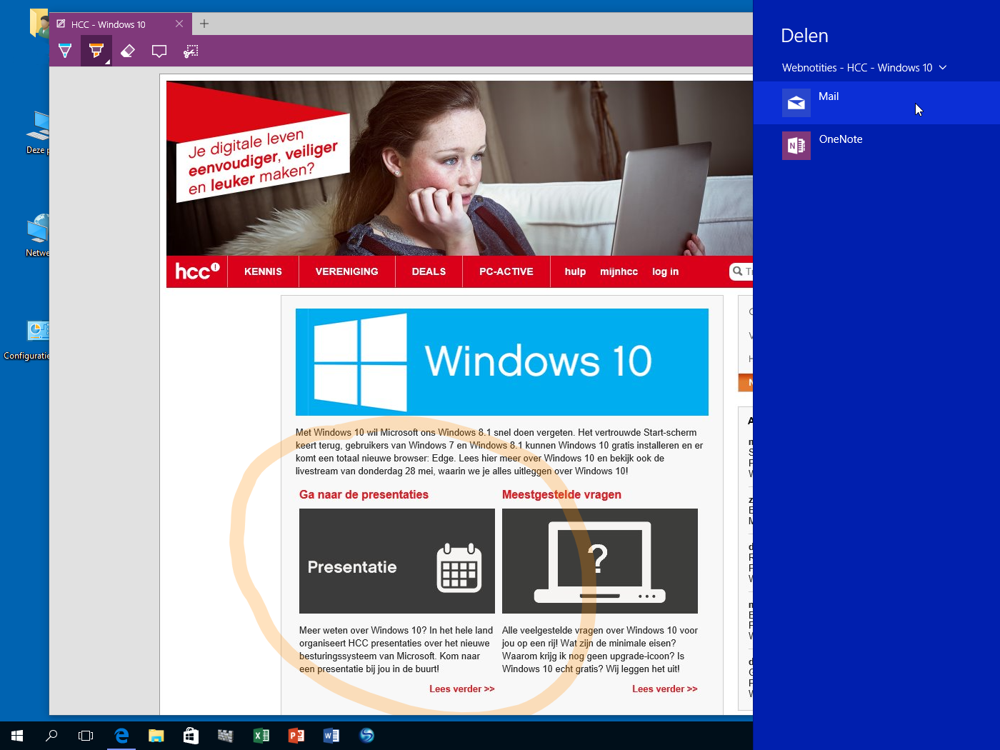 HCC - Windows 10
Delen
Webnotities - HCC - Windows 10
Mail
OneNote
Deze p
Netwe
Configuratie
Je digitale leven
eenvoudiger, veiliger
en leuker maken?
hcc!
KENNIS
VERENIGING
DEALS
PC-ACTIVE
hulp
mijnhcc
log in
Windows 10
Met Windows 10 wil Microsoft ons Windows 8.1 snel doen vergeten. Het vertrouwde Start-scherm
keert terug, gebruikers van Windows 7 en Windows 8.1 kunnen Windows 10 gratis installeren en er
komt een totaal nieuwe browser: Edge. Lees hier meer over Windows 10 en bekijk ook de
livestream van donderdag 28 mei, waarin we je alles uitleggen over Windows 10!
Ga naar de presentaties
Presentatie
Meer weten over Windows 10? In het hele land
organiseert HCC presentaties over het nieuwe
besturingssysteem van Microsoft. Kom naar
een presentatie bij jou in de buurt!
Lees verder >>
Meestgestelde vragen
?
Alle veelgestelde vragen over Windows 10 voor
jou op een rij! Wat zijn de minimale eisen?
Waarom krijg ik nog geen upgrade-icoon? Is
Windows 10 echt gratis? Wij leggen het uit!
Lees verder >>